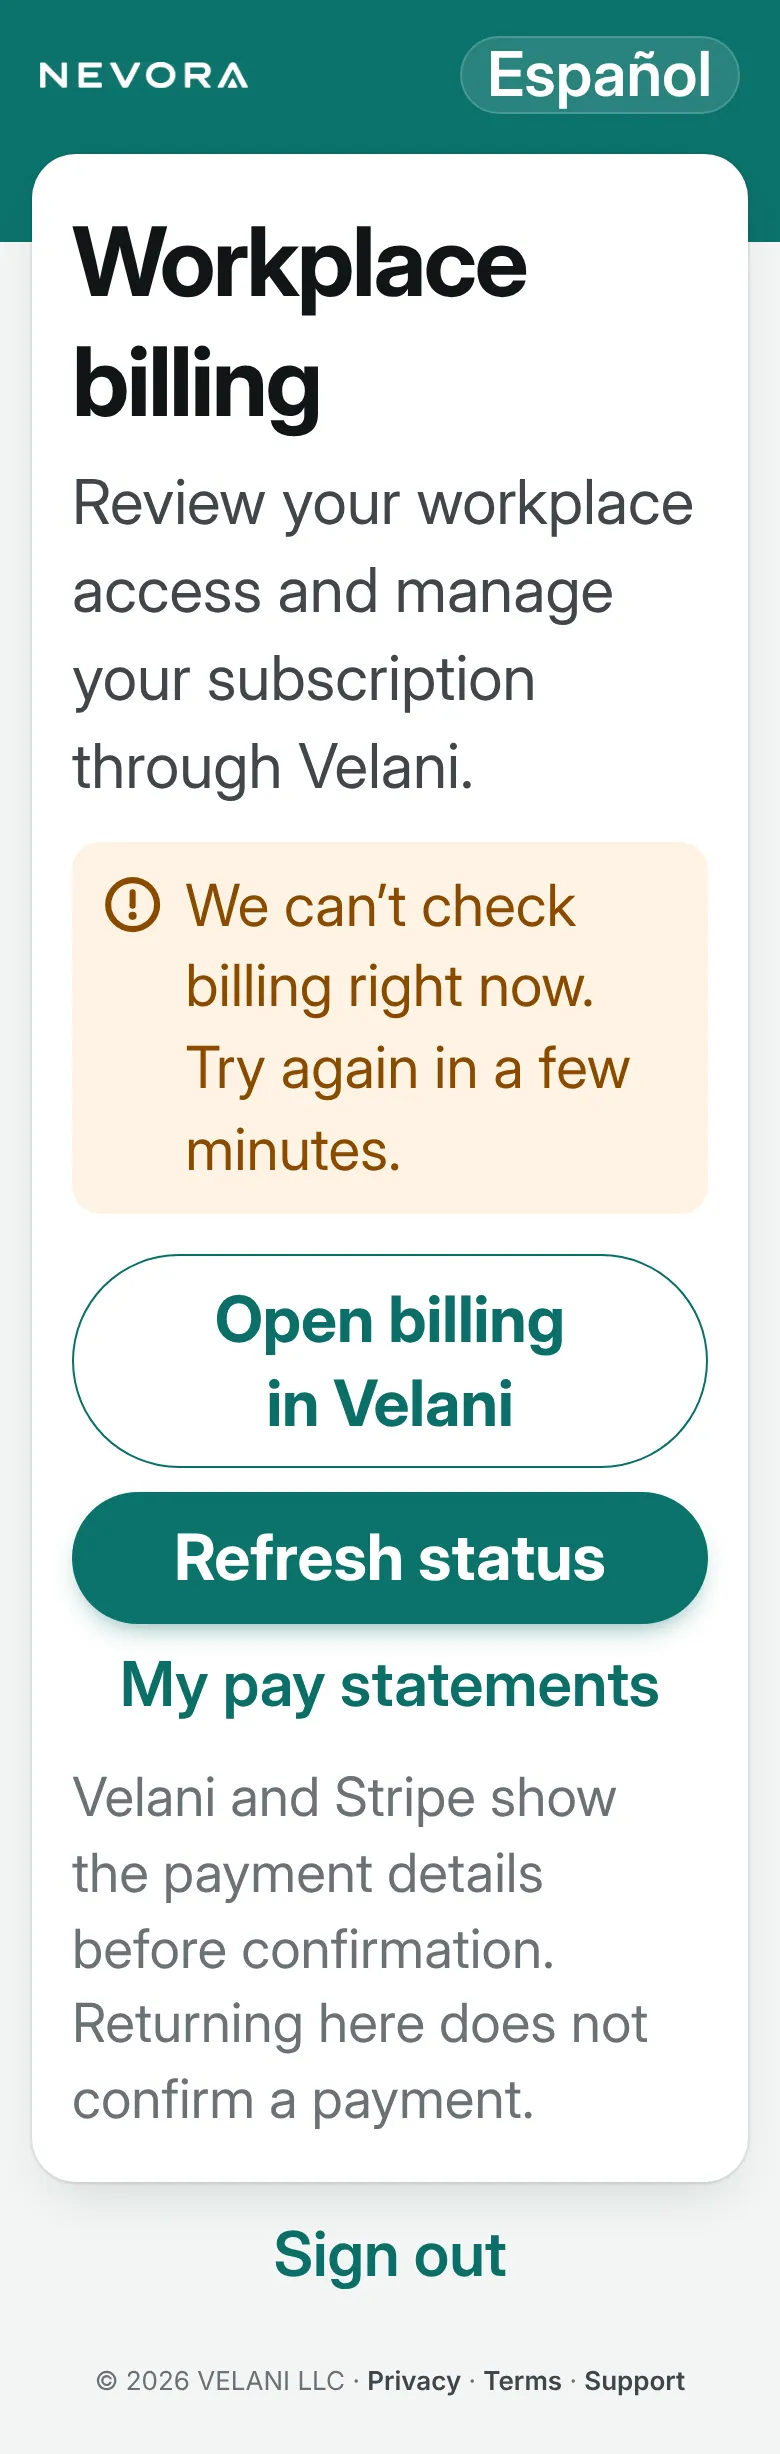 NEVORA
Español
Workplace
billing
Review your workplace
access and manage
your subscription
through Velani.
We can’t check
billing right now.
Try again in a few
minutes.
Open billing
in Velani
Refresh status
My pay statements
Velani and Stripe show
the payment details
before confirmation.
Returning here does not
confirm a payment.
Sign out
© 2026 VELANI LLC · Privacy · Terms · Support